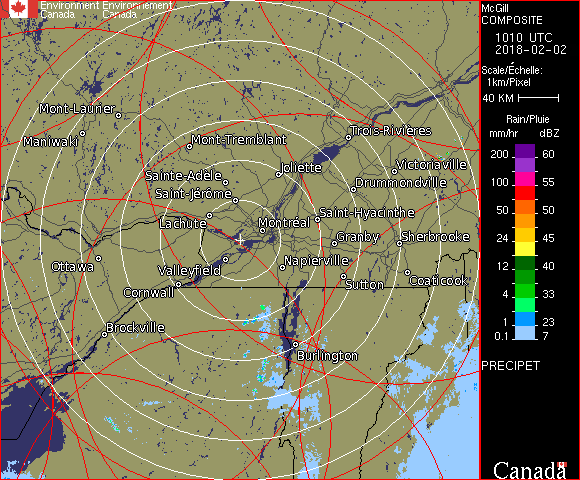 Environment Environnement
Canada Canada
McGill
COMPOSITE
1010 UTC
2018-02-02
Scale/Échelle:
1km/Pixel
40 KM
Rain/Pluie
mm/hr dBZ
200 60
100 55
50 50
24 45
12 40
4 33
1 23
0.1 7
PRECIPET
Canada
Mont-Laurier
Maniwaki
Mont-Tremblant
Trois-Rivières
Sainte-Adèle
Joliette
Victoriaville
Saint-Jérôme
Drummondville
Lachute
Montréal
Saint-Hyacinthe
Granby
Sherbrooke
Ottawa
Valleyfield
Napierville
Cornwall
Sutton
Coaticook
Brockville
Burlington